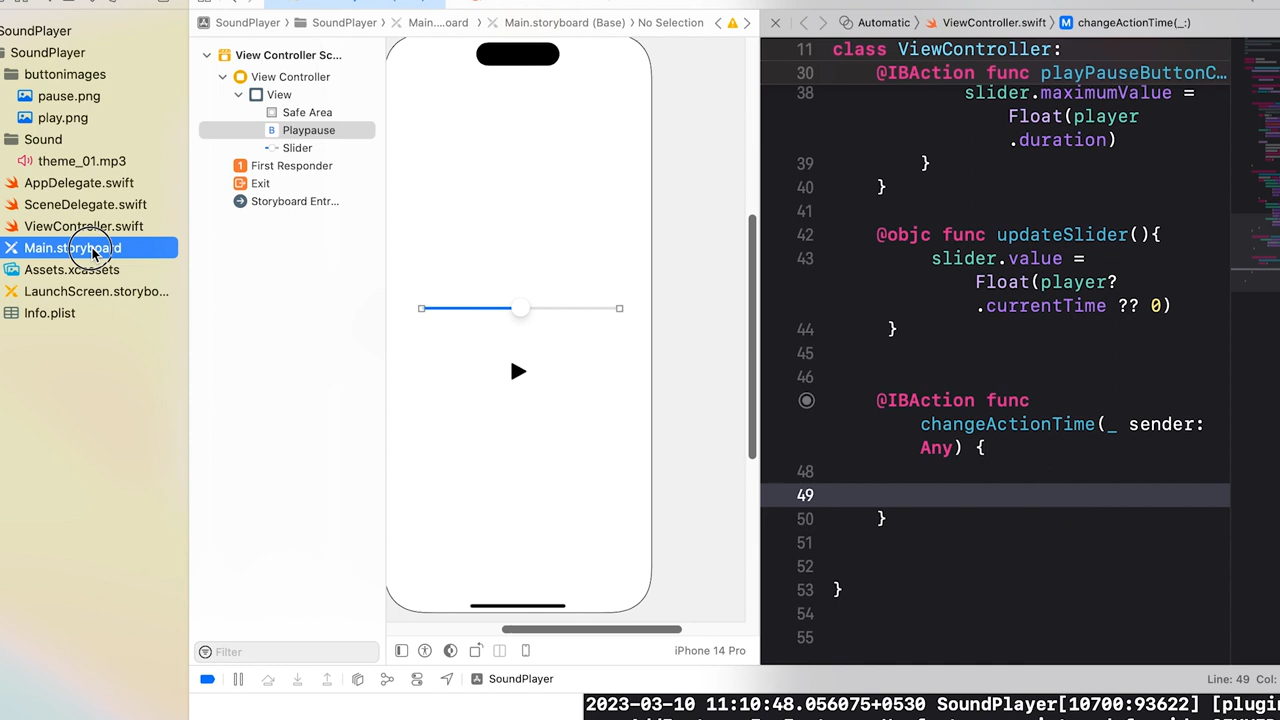 SoundPlayer
SoundPlayer
buttonimages
pause.png
play.png
Sound
theme_01.mp3
AppDelegate.swift
SceneDelegate.swift
ViewController.swift
Main.storyboard
Assets.xcassets
LaunchScreen.storybo...
Info.plist
SoundPlayer
SoundPlayer
Main....oard
Main.storyboard (Base)
No Selection
View Controller Sc...
View Controller
View
Safe Area
B Playpause
Slider
1 First Responder
Exit
Storyboard Entr...
Filter
iPhone 14 Pro
SoundPlayer
Automatic
ViewController.swift
M changeActionTime(_:)
11 class ViewController:
30 @IBAction func playPauseButtonC...
38 slider.maximumValue =
Float(player
.duration)
39 }
40 }
41
42 @objc func updateSlider(){
43 slider.value =
Float(player?
.currentTime ?? 0)
44 }
45
46
@IBAction func
changeActionTime(_ sender:
Any) {
48
49
50 }
51
52
53 }
54
55
Line: 49 Col:
2023-03-10 11:10:48.056075+0530 SoundPlayer[10700:93622] [plugin